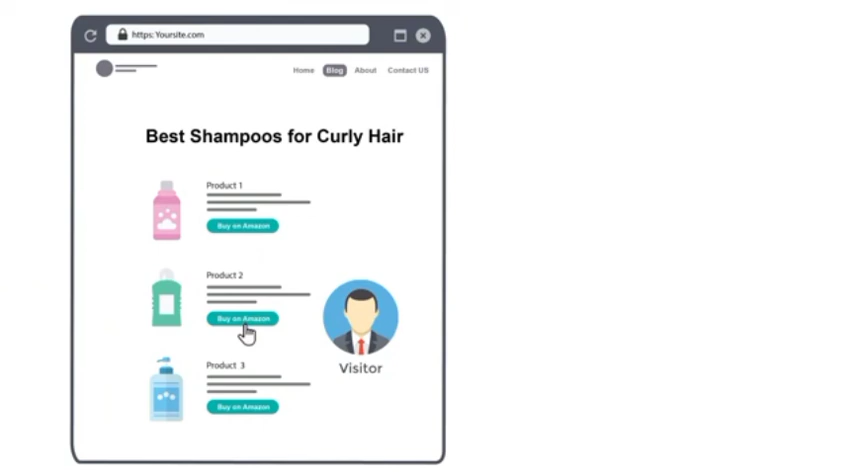 https: Yoursite.com
Home Blog About Contact US
Best Shampoos for Curly Hair
Product 1
Buy on Amazon
Product 2
Buy on Amazon
Visitor
Product 3
Buy on Amazon